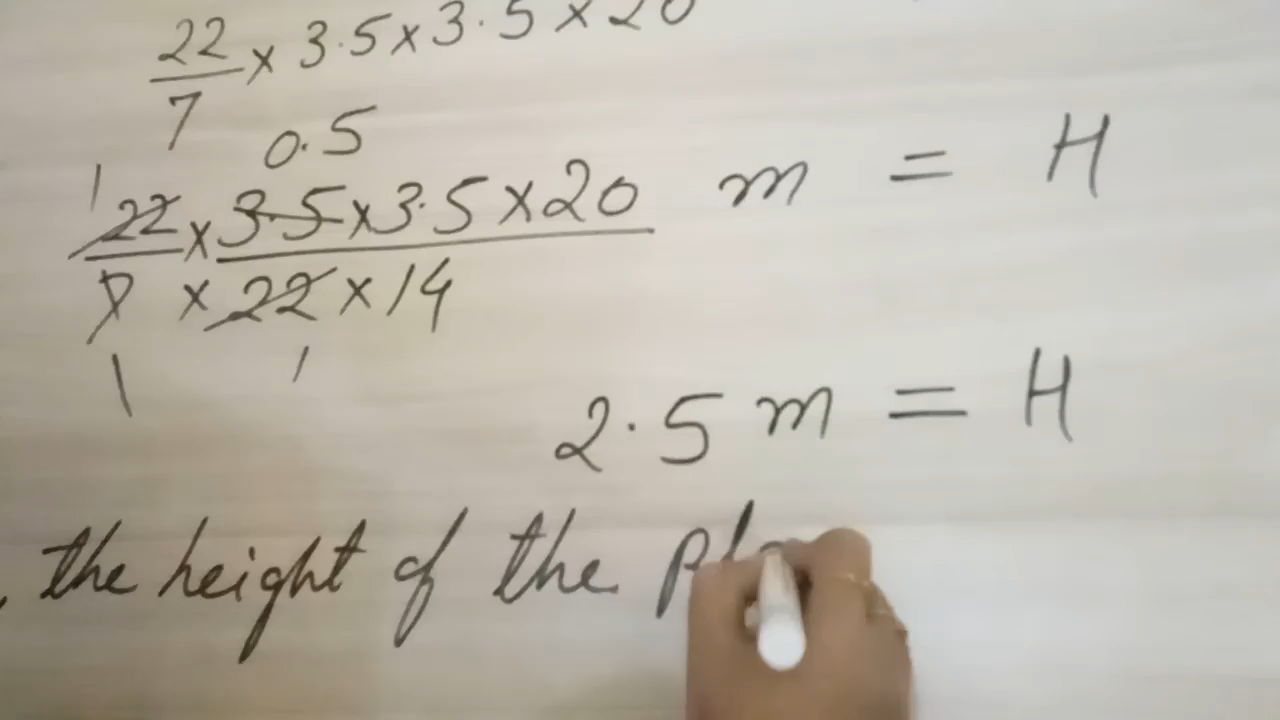 22/7 × 3.5 × 3.5 × 20
0.5
1
22 × 3.5 × 3.5 × 20 m = H
7 × 22 × 14
1 1
2.5 m = H
, the height of the